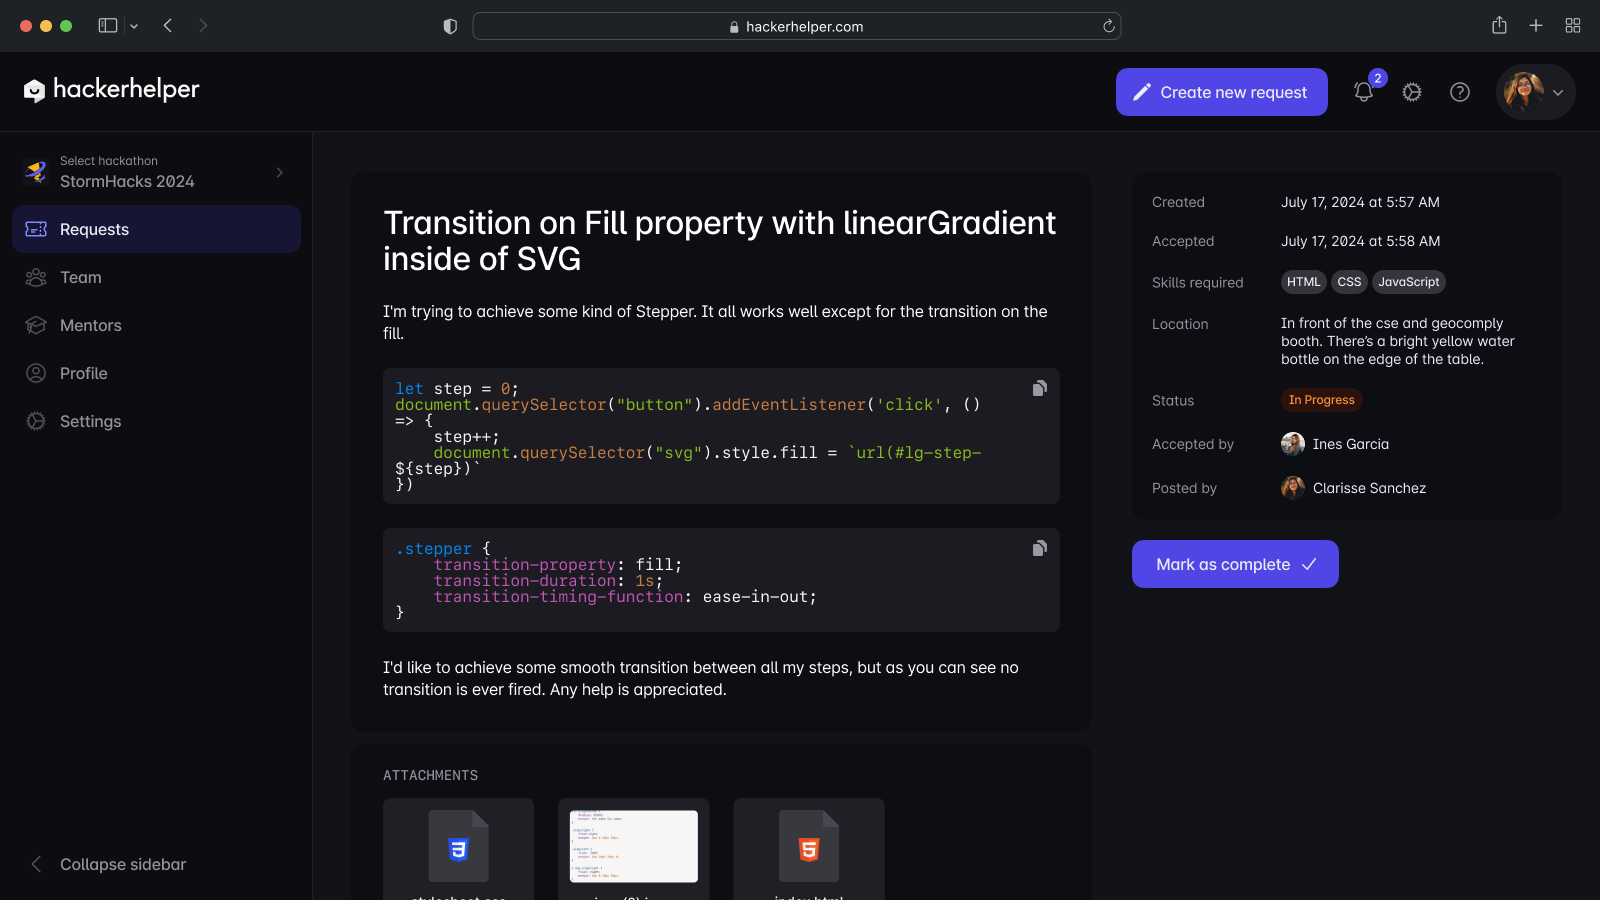 hackerhelper.com
hackerhelper
Create new request
2
Select hackathon
StormHacks 2024
Requests
Team
Mentors
Profile
Settings
Collapse sidebar
Transition on Fill property with linearGradient
inside of SVG
I'm trying to achieve some kind of Stepper. It all works well except for the transition on the
fill.
let step = 0;
document.querySelector("button").addEventListener('click', ()
=> {
    step++;
    document.querySelector("svg").style.fill = `url(#lg-step-
${step})`
})
.stepper {
    transition-property: fill;
    transition-duration: 1s;
    transition-timing-function: ease-in-out;
}
I'd like to achieve some smooth transition between all my steps, but as you can see no
transition is ever fired. Any help is appreciated.
ATTACHMENTS
Created July 17, 2024 at 5:57 AM
Accepted July 17, 2024 at 5:58 AM
Skills required HTML CSS JavaScript
Location In front of the cse and geocomply
booth. There's a bright yellow water
bottle on the edge of the table.
Status In Progress
Accepted by Ines Garcia
Posted by Clarisse Sanchez
Mark as complete